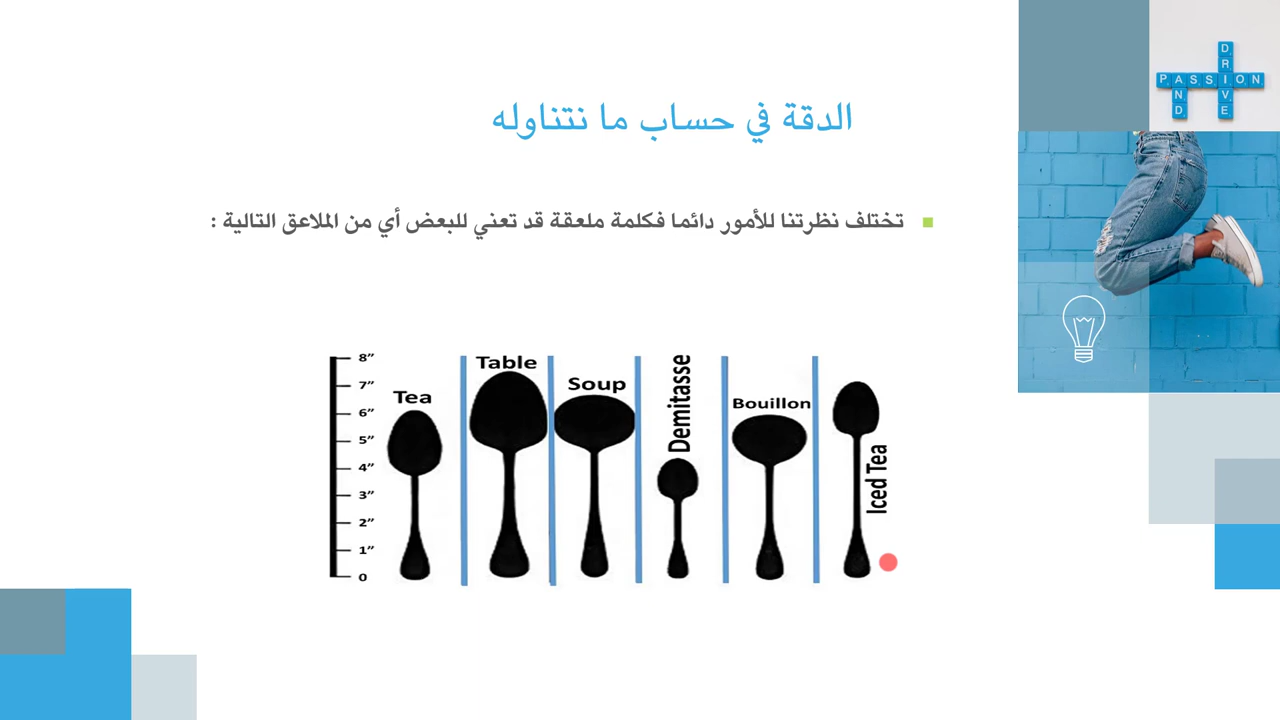 الدقة في حساب ما نتناوله
تختلف نظرتنا للأمور دائما فكلمة ملعقة قد تعني للبعض أي من الملاعق التالية :
8”
7”
6”
5”
4”
3”
2”
1”
0
Tea
Table
Soup
Demitasse
Bouillon
Iced Tea
PASSION
AND
DRIVE